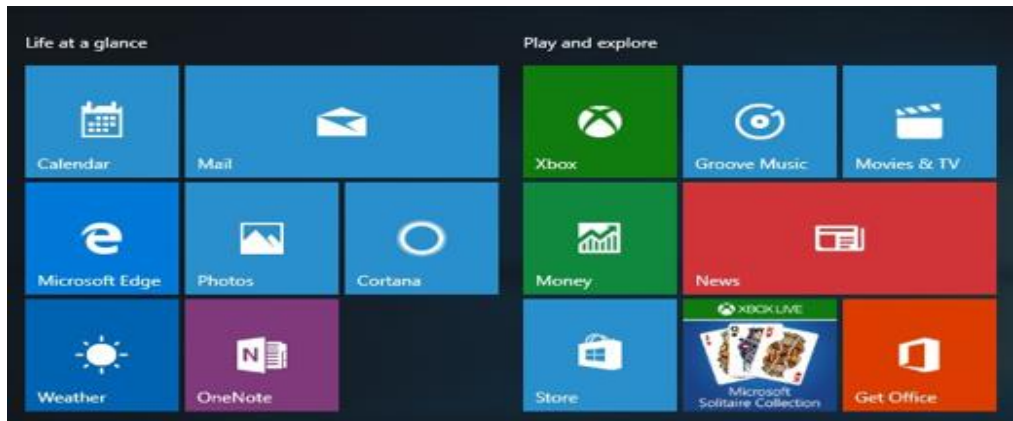 Life at a glance
Play and explore
Calendar
Mail
Xbox
Groove Music
Movies & TV
Microsoft Edge
Photos
Cortana
Money
News
XBOX LIVE
Weather
OneNote
Store
Microsoft
Solitaire Collection
Get Office